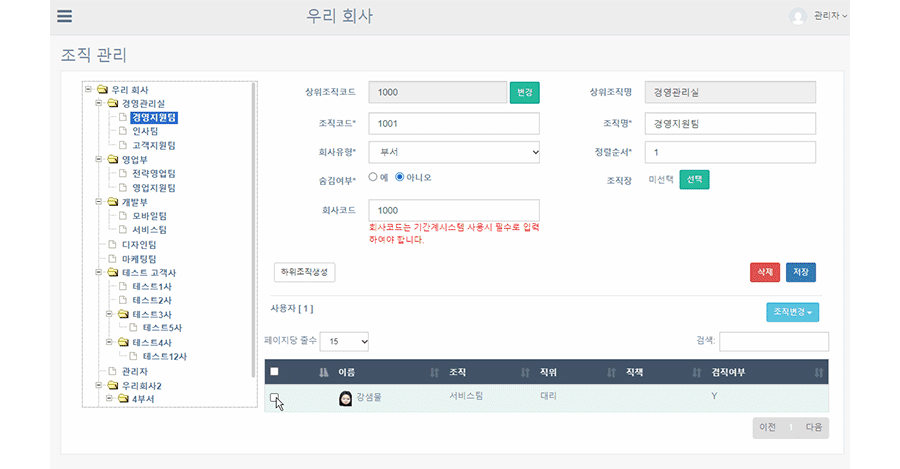 우리 회사
관리자
조직 관리
우리 회사
경영관리실
경영지원팀
인사팀
고객지원팀
영업부
전략영업팀
영업지원팀
개발부
모바일팀
서비스팀
디자인팀
마케팅팀
테스트 고객사
테스트1사
테스트2사
테스트3사
테스트5사
테스트4사
테스트12사
관리자
우리회사2
4부서
상위조직코드 1000 변경 상위조직명 경영관리실
조직코드* 1001 조직명* 경영지원팀
회사유형* 부서 정렬순서* 1
숨김여부* 예 아니오 조직장 미선택 선택
회사코드 1000
회사코드는 기간계시스템 사용시 필수로 입력
하여야 합니다.
하위조직생성 삭제 저장
사용자 [ 1 ] 조직변경
페이지당 줄수 15 검색:
이름 조직 직위 직책 겸직여부
강샘물 서비스팀 대리 Y
이전 1 다음